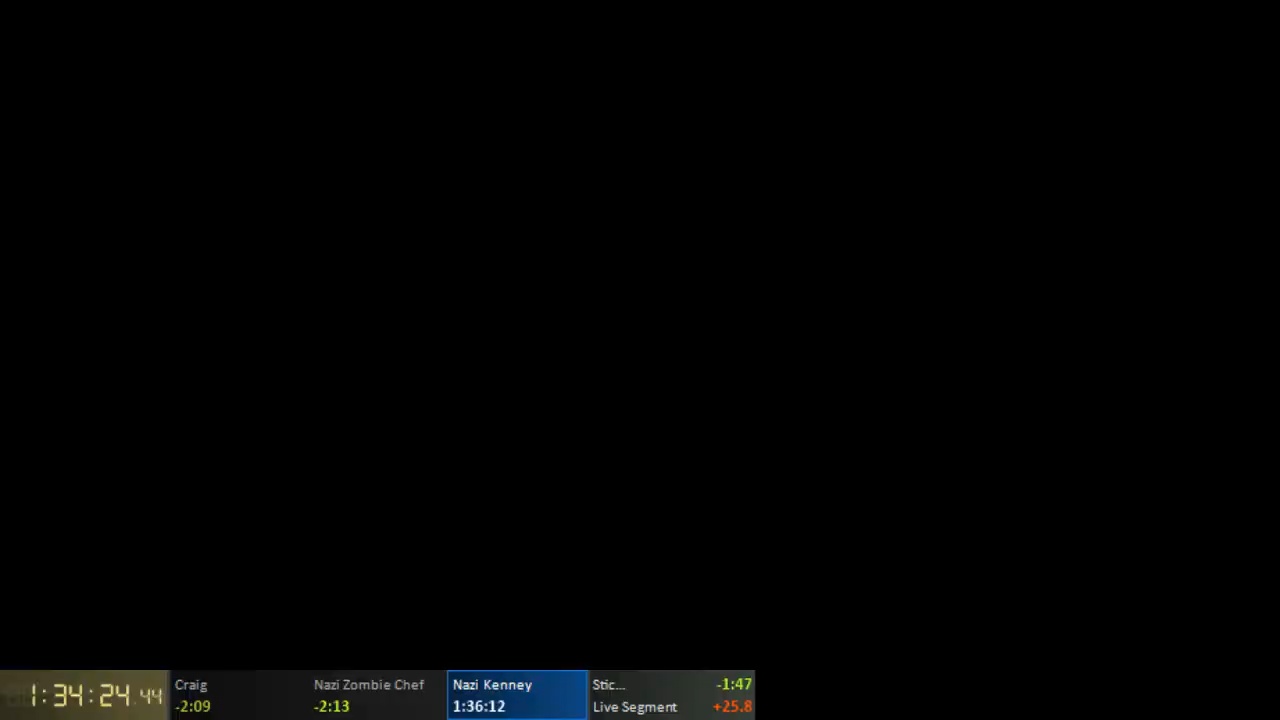 1:34:24.44
Craig
-2:09
Nazi Zombie Chef
-2:13
Nazi Kenney
1:36:12
Stic... -1:47
Live Segment +25.8